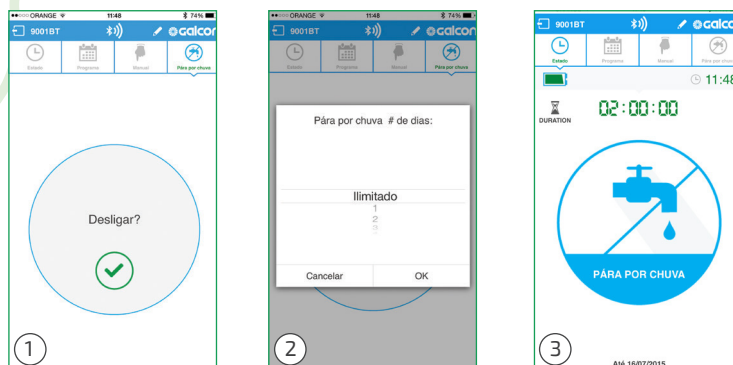 ORANGE 11:48 74%
9001BT GALCON
Estado Programa Manual Pára por chuva
Desligar?
1
ORANGE 11:48 74%
9001BT GALCON
Estado Programa Manual Pára por chuva
Pára por chuva # de dias:
Ilimitado
1
2
3
Cancelar OK
2
9001BT GALCO
Estado Programa Manual Pára por chuva
11:48
DURATION 02:00:00
PÁRA POR CHUVA
Até 16/07/2015
3